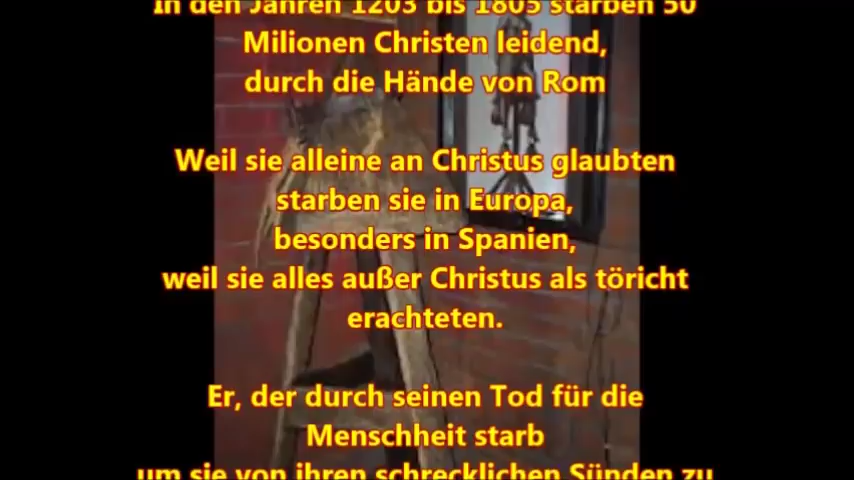 In den Jahren 1203 bis 1805 starben 50
Milionen Christen leidend,
durch die Hände von Rom
Weil sie alleine an Christus glaubten
starben sie in Europa,
besonders in Spanien,
weil sie alles außer Christus als töricht
erachteten.
Er, der durch seinen Tod für die
Menschheit starb
um sie von ihren schrecklichen Sünden zu